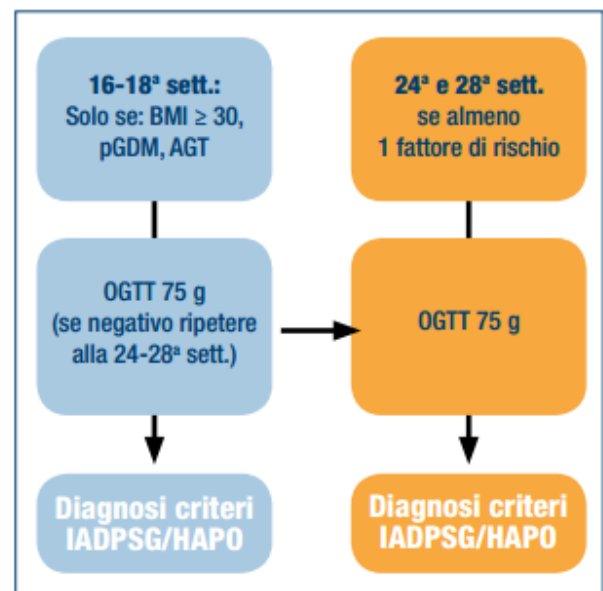 16-18ª sett.:
Solo se: BMI ≥ 30,
pGDM, AGT
OGTT 75 g
(se negativo ripetere
alla 24-28ª sett.)
Diagnosi criteri
IADPSG/HAPO
24ª e 28ª sett.
se almeno
1 fattore di rischio
OGTT 75 g
Diagnosi criteri
IADPSG/HAPO